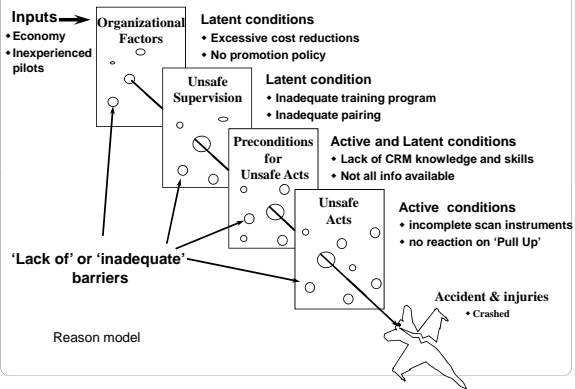 Inputs
◆ Economy
◆ Inexperienced
pilots
Organizational
Factors
Latent conditions
◆ Excessive cost reductions
◆ No promotion policy
Unsafe
Supervision
Latent condition
◆ Inadequate training program
◆ Inadequate pairing
Preconditions
for
Unsafe Acts
Active and Latent conditions
◆ Lack of CRM knowledge and skills
◆ Not all info available
Unsafe
Acts
Active conditions
◆ incomplete scan instruments
◆ no reaction on ‘Pull Up’
‘Lack of’ or ‘inadequate’
barriers
Accident & injuries
◆ Crashed
Reason model